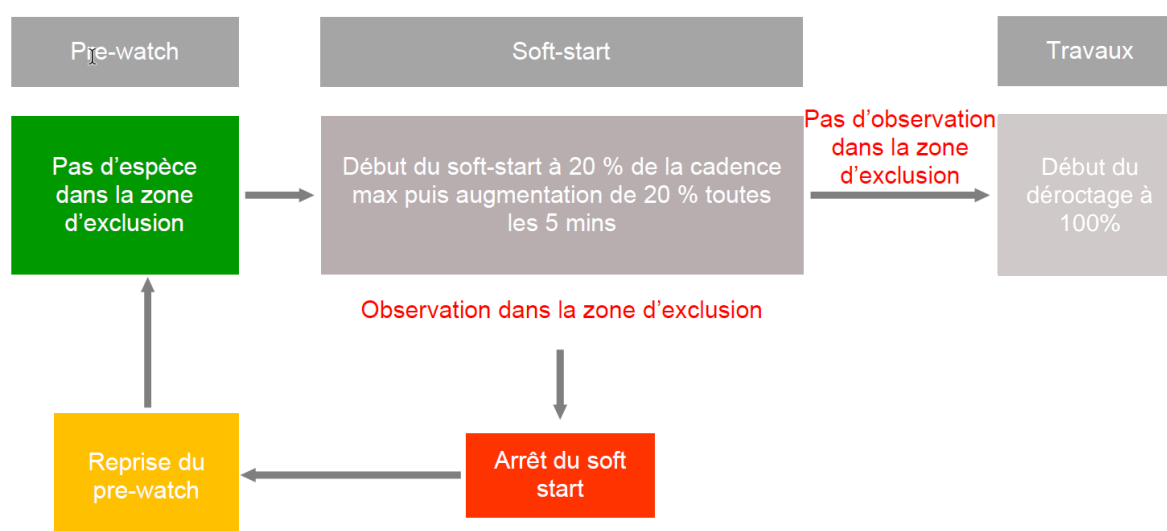 Pre-watch
Soft-start
Travaux
Pas d'espèce
dans la zone
d'exclusion
Début du soft-start à 20 % de la cadence
max puis augmentation de 20 % toutes
les 5 mins
Pas d'observation
dans la zone
d'exclusion
Début du
déroctage à
100%
Observation dans la zone d'exclusion
Reprise du
pre-watch
Arrêt du soft
start